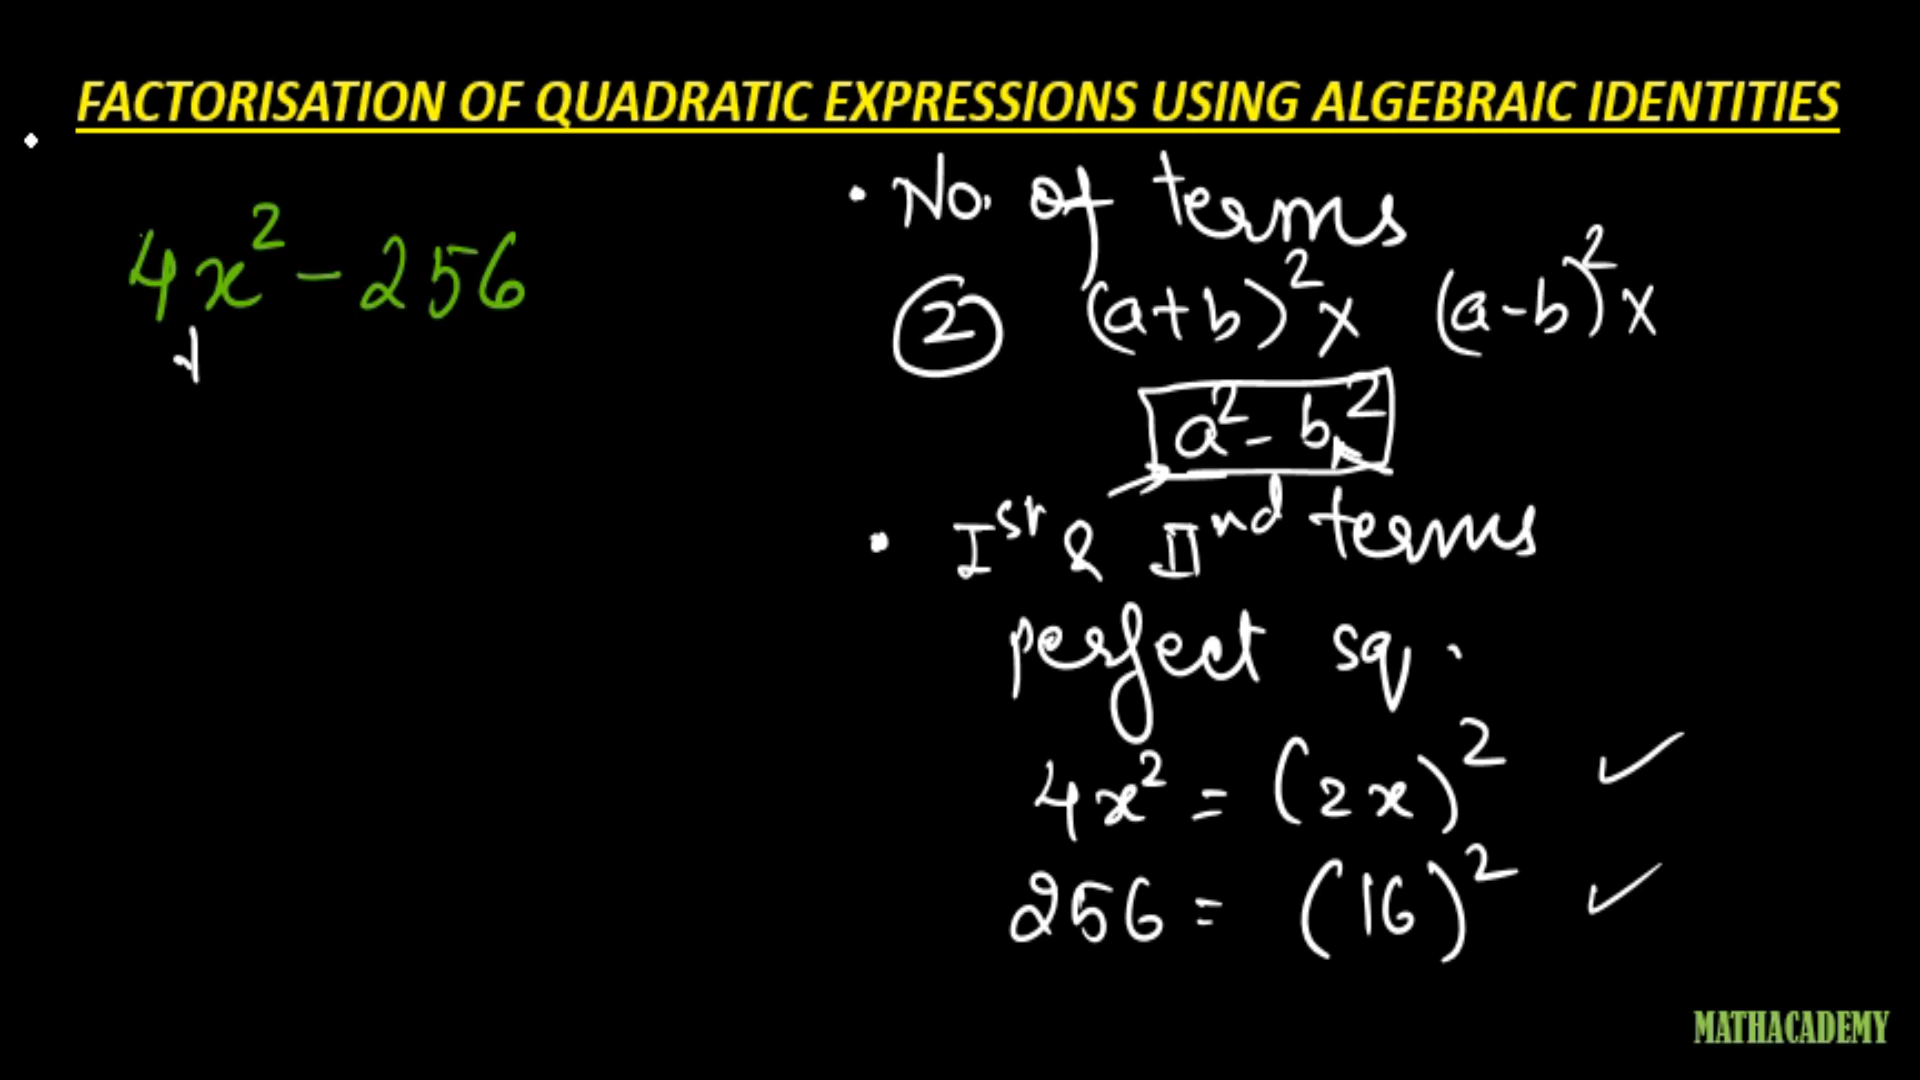 FACTORISATION OF QUADRATIC EXPRESSIONS USING ALGEBRAIC IDENTITIES
4x² - 256
• No. of terms
② (a+b)² x (a-b)² x
a² - b²
• Iˢᵗ & IIⁿᵈ terms
perfect sq.
4x² = (2x)² ✓
256 = (16)² ✓
MATHACADEMY